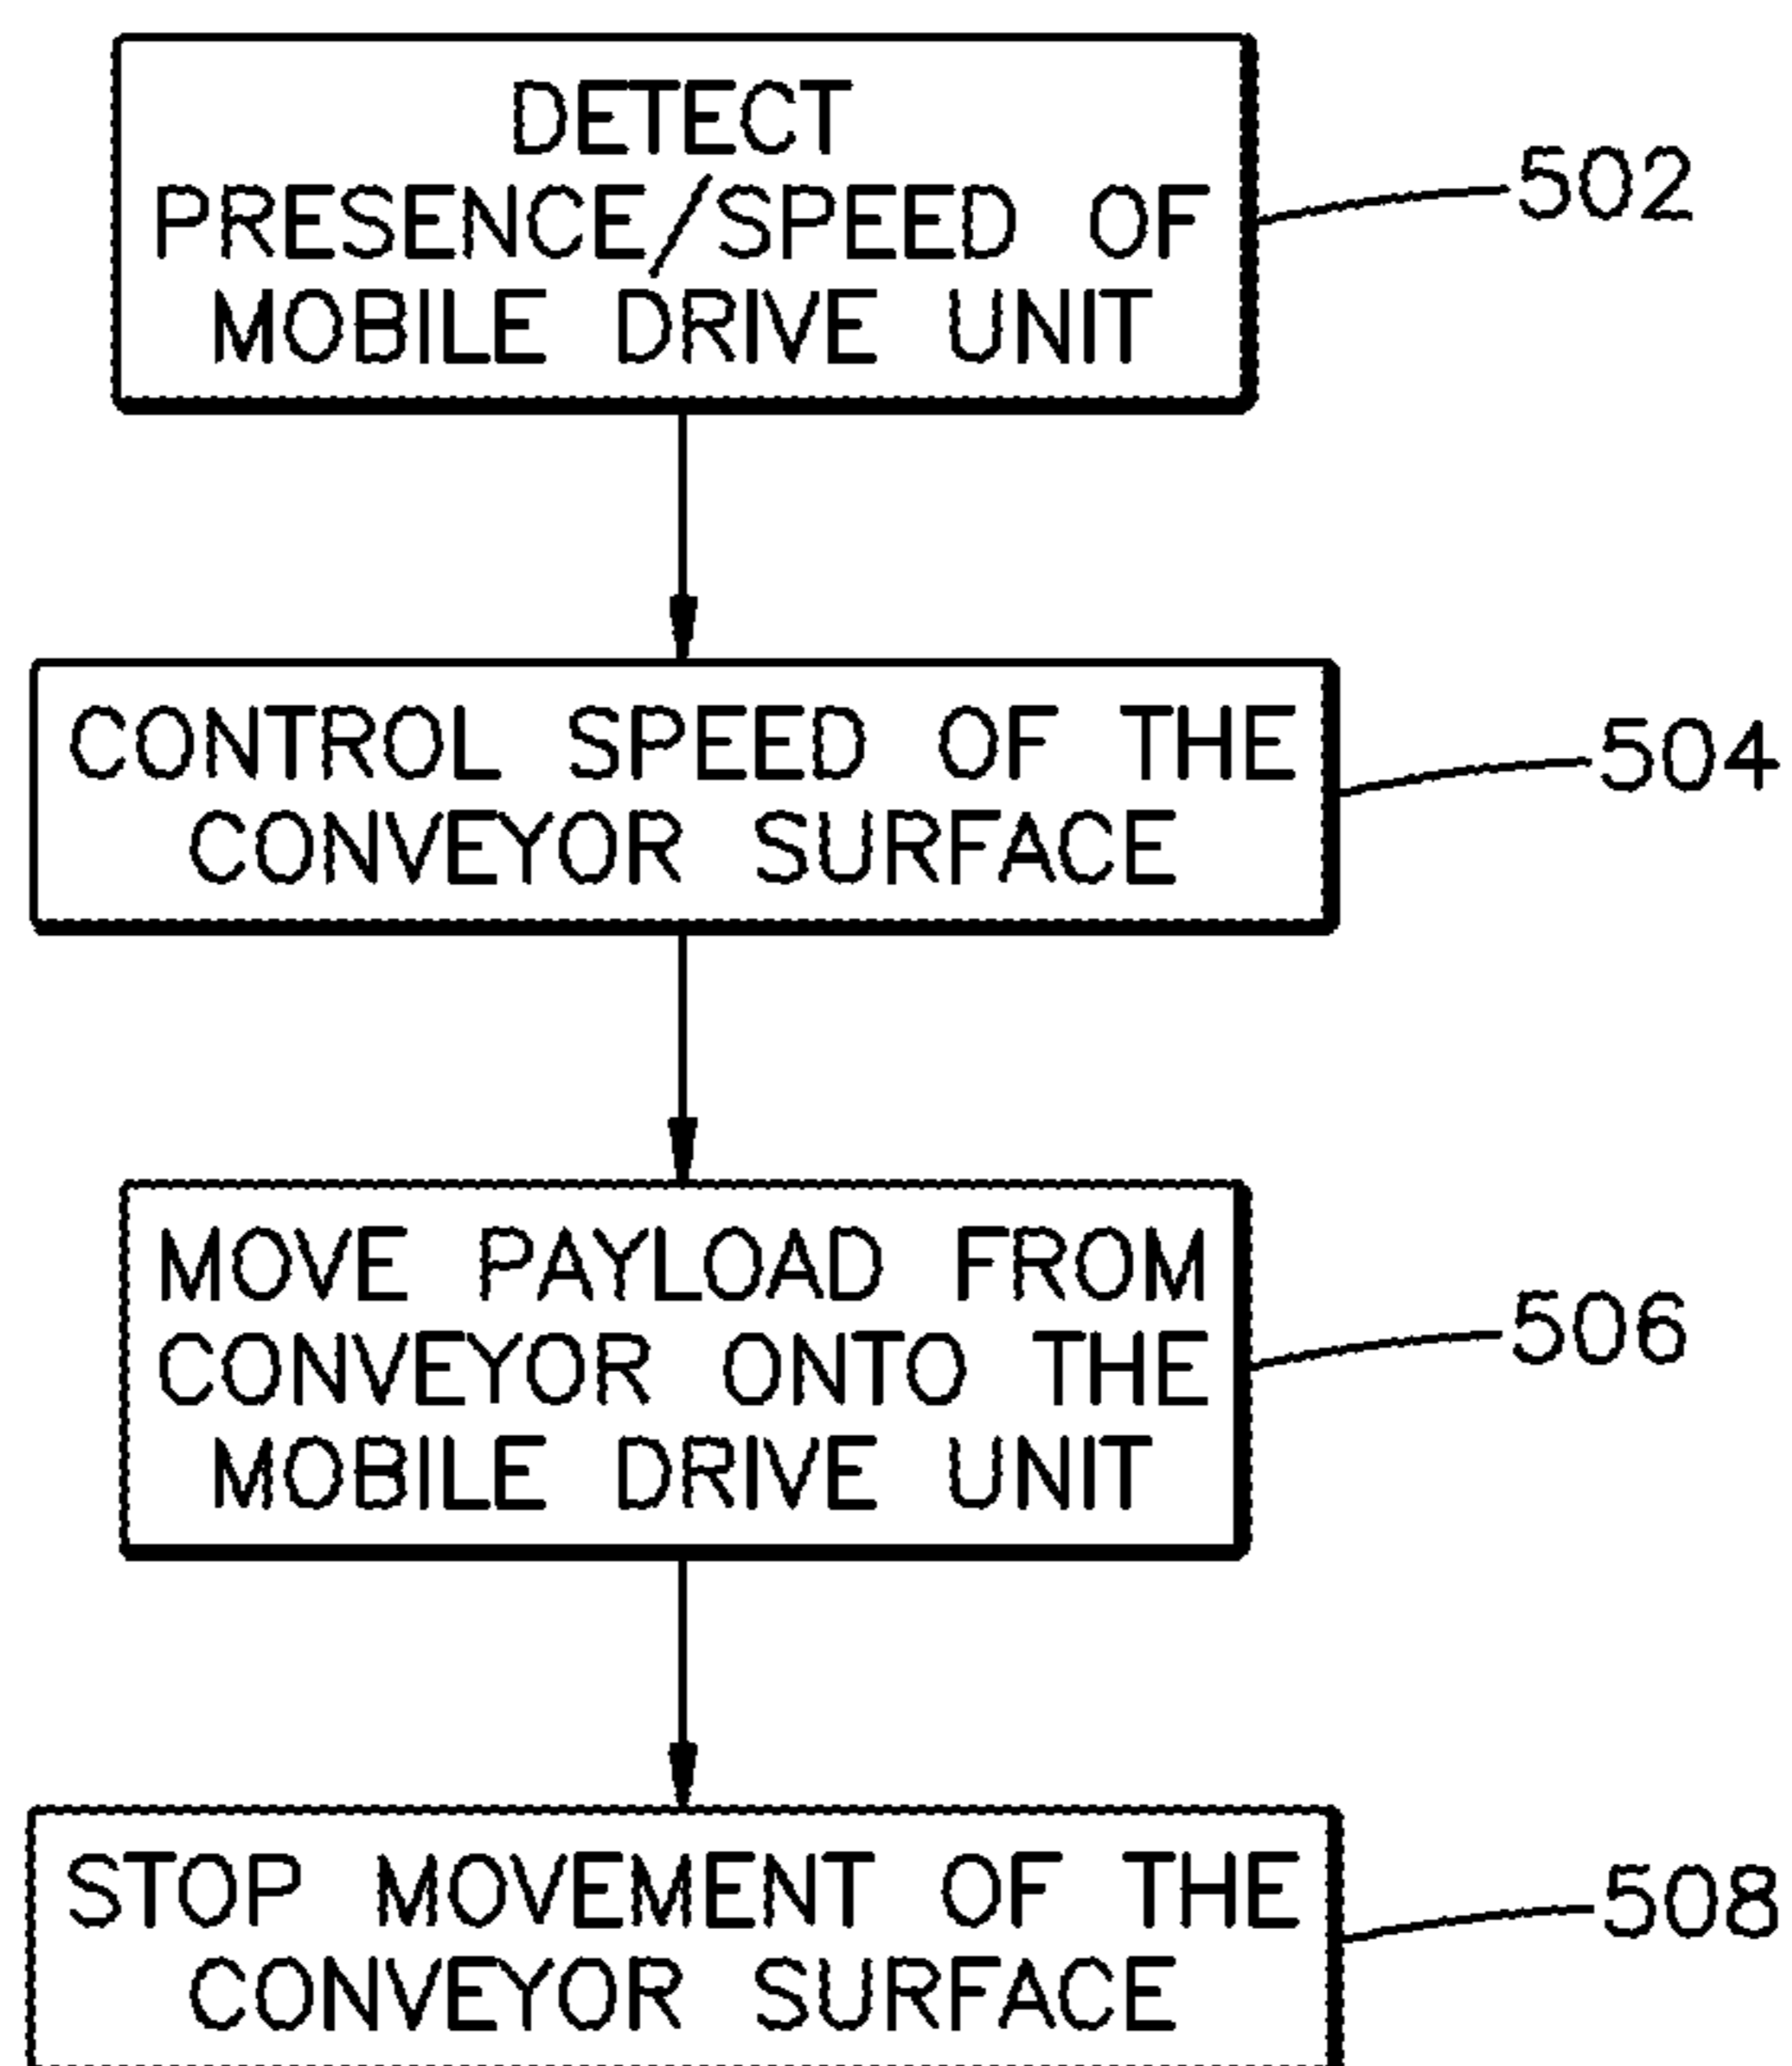 DETECT
PRESENCE/SPEED OF
MOBILE DRIVE UNIT
502
CONTROL SPEED OF THE
CONVEYOR SURFACE
504
MOVE PAYLOAD FROM
CONVEYOR ONTO THE
MOBILE DRIVE UNIT
506
STOP MOVEMENT OF THE
CONVEYOR SURFACE
508